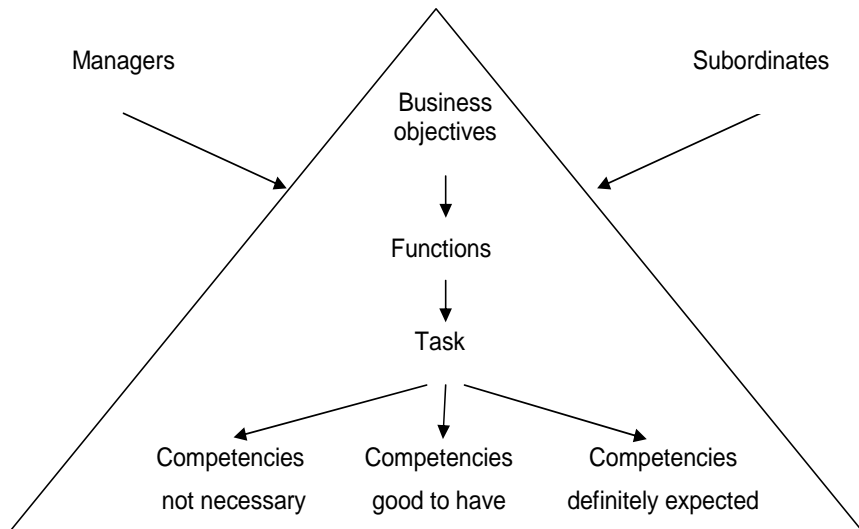 Managers
Subordinates
Business
objectives
Functions
Task
Competencies
not necessary
Competencies
good to have
Competencies
definitely expected